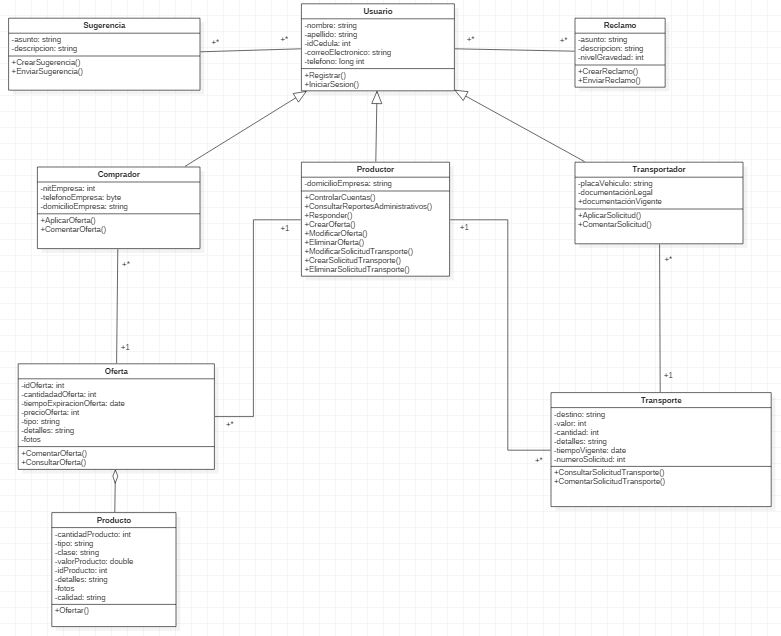 Sugerencia
-asunto: string
-descripcion: string
+CrearSugerencia()
+EnviarSugerencia()
+*
+*
Usuario
-nombre: string
-apellido: string
-idCedula: int
-correoElectronico: string
-telefono: long int
+Registrar()
+IniciarSesion()
+*
+*
Reclamo
-asunto: string
-descripcion: string
-nivelGravedad: int
+CrearReclamo()
+EnviarReclamo()
Comprador
-nitEmpresa: int
-telefonoEmpresa: byte
-domicilioEmpresa: string
+AplicarOferta()
+ComentarOferta()
Productor
-domicilioEmpresa: string
+ControlarCuentas()
+ConsultarReportesAdministrativos()
+Responder()
+CrearOferta()
+ModificarOferta()
+EliminarOferta()
+ModificarSolicitudTransporte()
+CrearSolicitudTransporte()
+EliminarSolicitudTransporte()
Transportador
-placaVehiculo: string
-documentaciónLegal
+documentaciónVigente
+AplicarSolicitud()
+ComentarSolicitud()
+1
+1
+*
+*
+1
+1
Oferta
-idOferta: int
-cantidadadOferta: int
-tiempoExpiracionOferta: date
-precioOferta: int
-tipo: string
-detalles: string
-fotos
+ComentarOferta()
+ConsultarOferta()
+*
+*
Transporte
-destino: string
-valor: int
-cantidad: int
-detalles: string
-tiempoVigente: date
-numeroSolicitud: int
+ConsultarSolicitudTransporte()
+ComentarSolicitudTransporte()
Producto
-cantidadProducto: int
-tipo: string
-clase: string
-valorProducto: double
-idProducto: int
-detalles: string
-fotos
-calidad: string
+Ofertar()